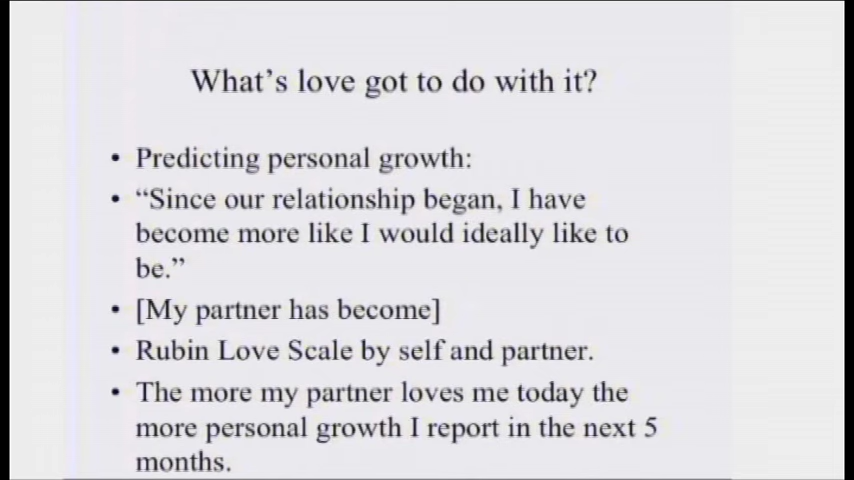 What's love got to do with it?
• Predicting personal growth:
• “Since our relationship began, I have
become more like I would ideally like to
be.”
• [My partner has become]
• Rubin Love Scale by self and partner.
• The more my partner loves me today the
more personal growth I report in the next 5
months.